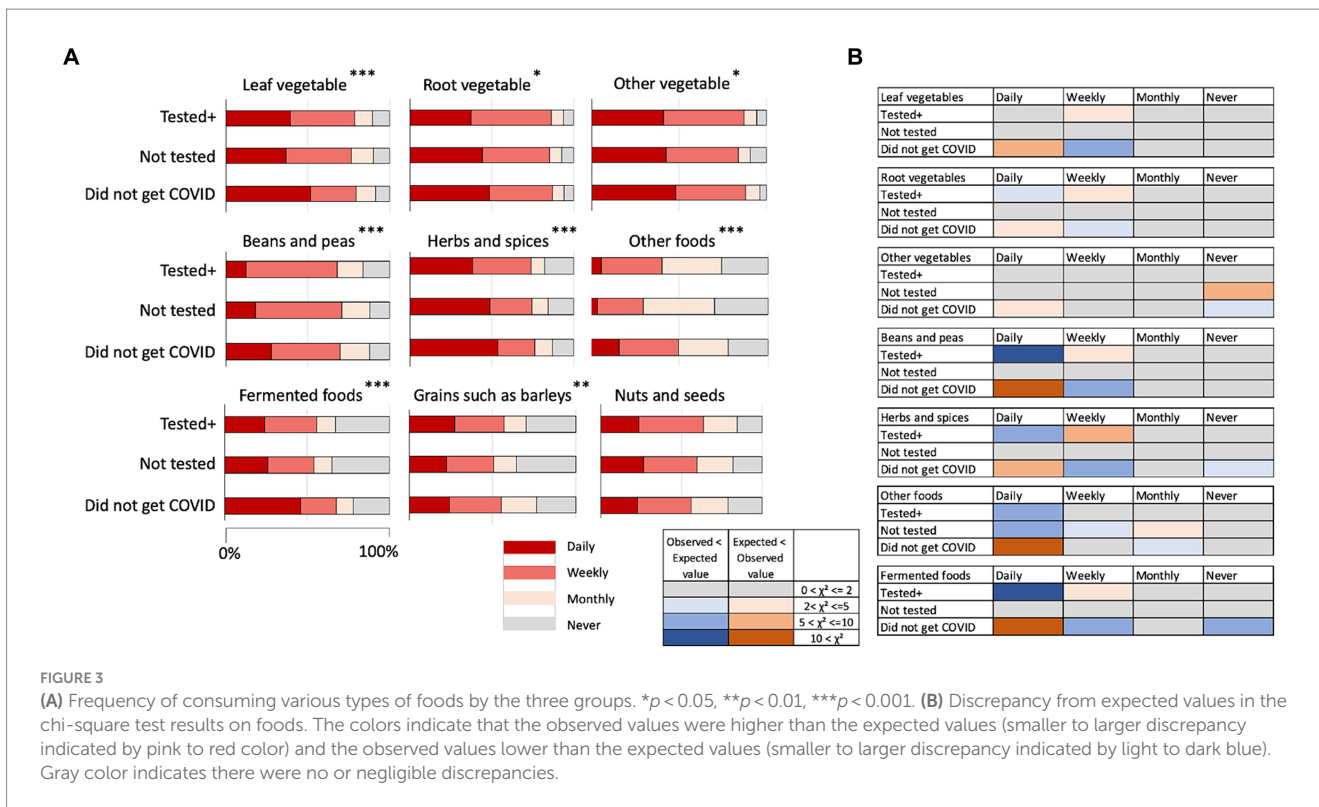 A
Leaf vegetable *** Root vegetable * Other vegetable *
Tested+
Not tested
Did not get COVID
Beans and peas *** Herbs and spices *** Other foods ***
Tested+
Not tested
Did not get COVID
Fermented foods *** Grains such as barleys ** Nuts and seeds
Tested+
Not tested
Did not get COVID
0% 100%
Daily
Weekly
Monthly
Never
Observed < Expected value
Expected < Observed value
0 < χ² <= 2
2< χ² <=5
5 < χ² <=10
10 < χ²
B
Leaf vegetables Daily Weekly Monthly Never
Tested+
Not tested
Did not get COVID
Root vegetables Daily Weekly Monthly Never
Tested+
Not tested
Did not get COVID
Other vegetables Daily Weekly Monthly Never
Tested+
Not tested
Did not get COVID
Beans and peas Daily Weekly Monthly Never
Tested+
Not tested
Did not get COVID
Herbs and spices Daily Weekly Monthly Never
Tested+
Not tested
Did not get COVID
Other foods Daily Weekly Monthly Never
Tested+
Not tested
Did not get COVID
Fermented foods Daily Weekly Monthly Never
Tested+
Not tested
Did not get COVID
FIGURE 3
(A) Frequency of consuming various types of foods by the three groups. *p < 0.05, **p < 0.01, ***p < 0.001. (B) Discrepancy from expected values in the
chi-square test results on foods. The colors indicate that the observed values were higher than the expected values (smaller to larger discrepancy
indicated by pink to red color) and the observed values lower than the expected values (smaller to larger discrepancy indicated by light to dark blue).
Gray color indicates there were no or negligible discrepancies.